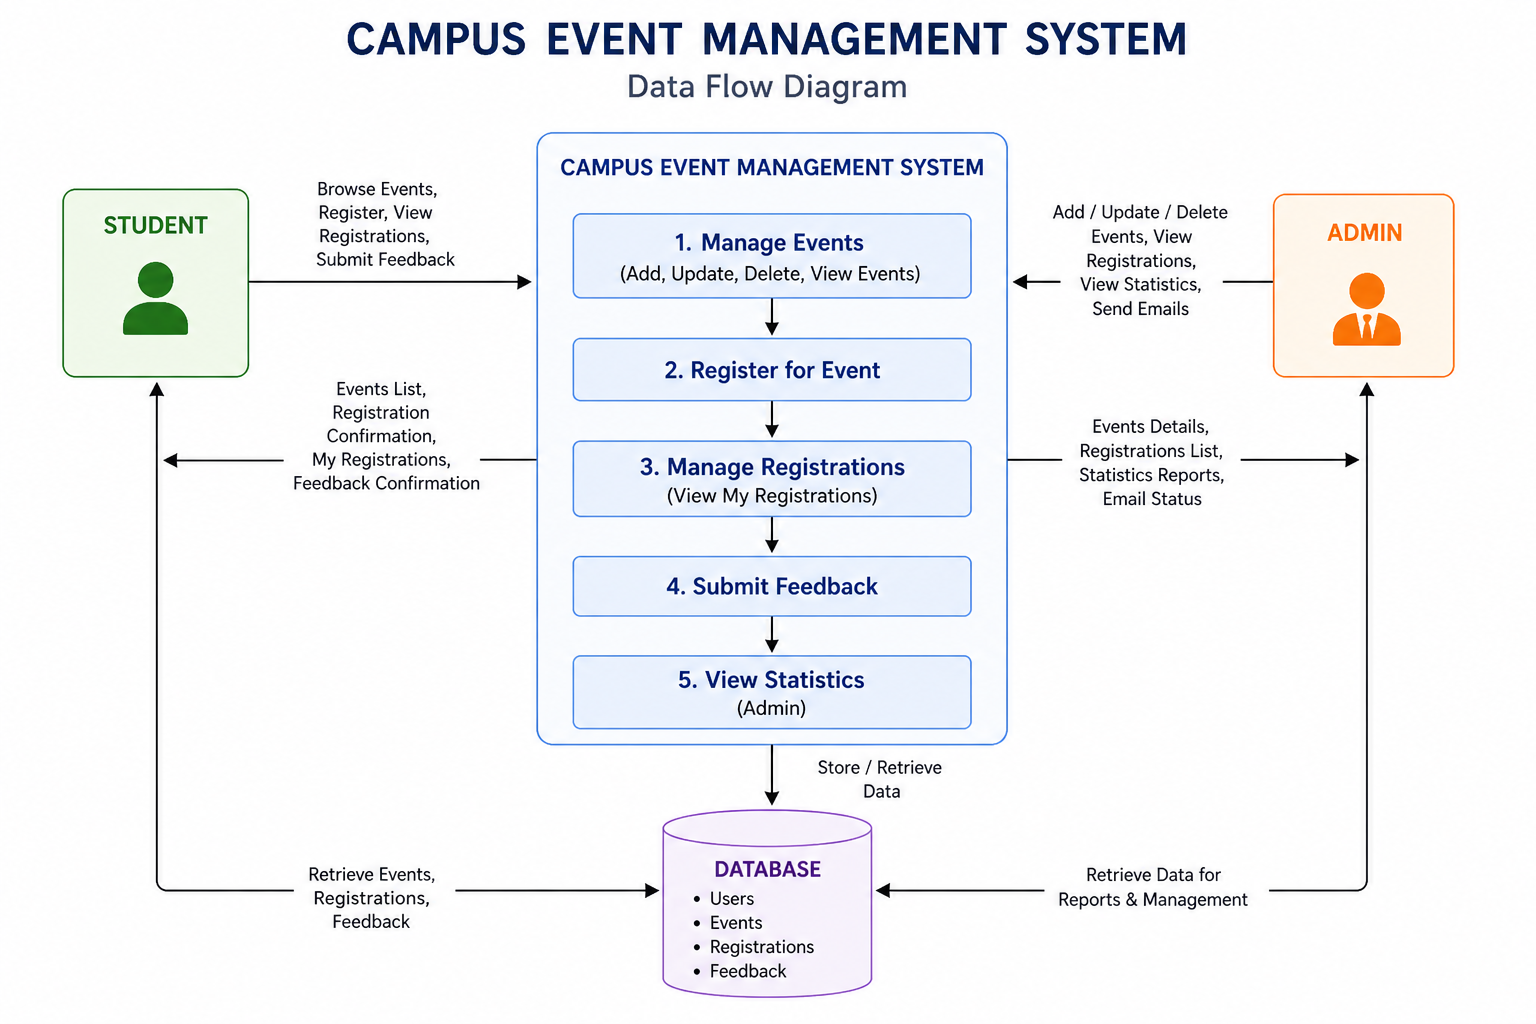 CAMPUS EVENT MANAGEMENT SYSTEM
Data Flow Diagram
STUDENT
Browse Events,
Register, View
Registrations,
Submit Feedback
CAMPUS EVENT MANAGEMENT SYSTEM
1. Manage Events
(Add, Update, Delete, View Events)
2. Register for Event
3. Manage Registrations
(View My Registrations)
4. Submit Feedback
5. View Statistics
(Admin)
Add / Update / Delete
Events, View
Registrations,
View Statistics,
Send Emails
ADMIN
Events List,
Registration
Confirmation,
My Registrations,
Feedback Confirmation
Events Details,
Registrations List,
Statistics Reports,
Email Status
Store / Retrieve
Data
Retrieve Events,
Registrations,
Feedback
DATABASE
• Users
• Events
• Registrations
• Feedback
Retrieve Data for
Reports & Management